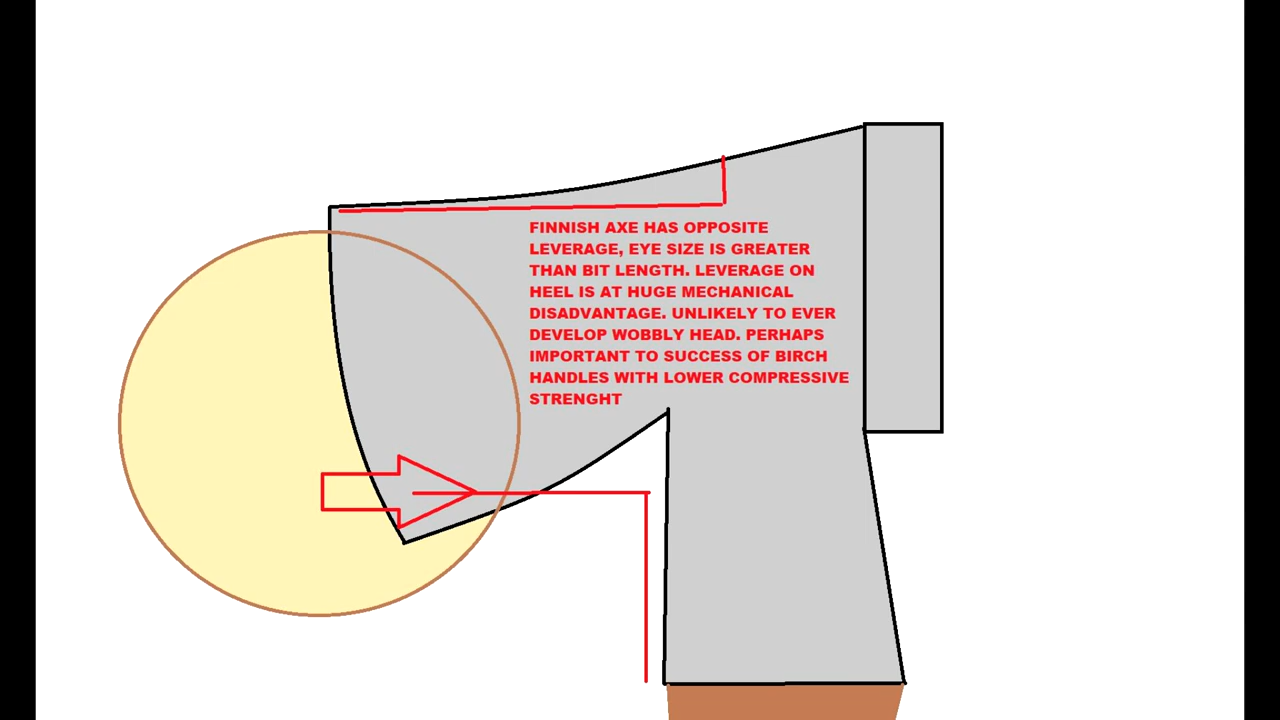 FINNISH AXE HAS OPPOSITE
LEVERAGE, EYE SIZE IS GREATER
THAN BIT LENGTH. LEVERAGE ON
HEEL IS AT HUGE MECHANICAL
DISADVANTAGE. UNLIKELY TO EVER
DEVELOP WOBBLY HEAD. PERHAPS
IMPORTANT TO SUCCESS OF BIRCH
HANDLES WITH LOWER COMPRESSIVE
STRENGHT